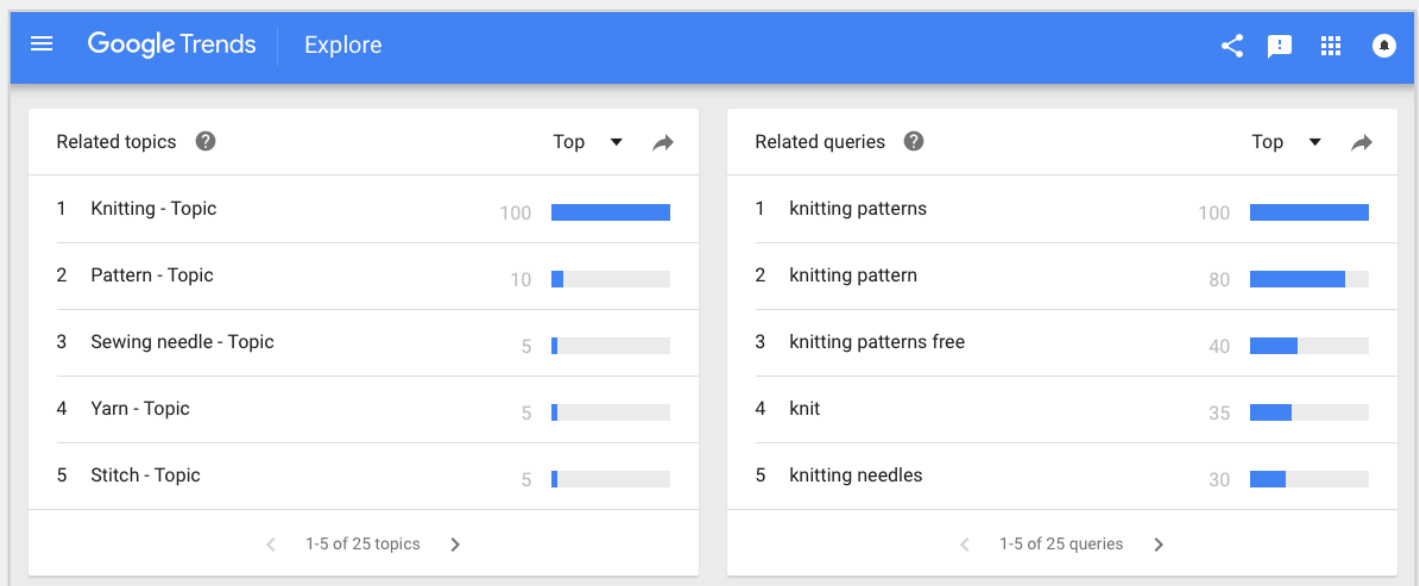 Google Trends Explore
Related topics ? Top
1 Knitting - Topic 100
2 Pattern - Topic 10
3 Sewing needle - Topic 5
4 Yarn - Topic 5
5 Stitch - Topic 5
1-5 of 25 topics
Related queries ? Top
1 knitting patterns 100
2 knitting pattern 80
3 knitting patterns free 40
4 knit 35
5 knitting needles 30
1-5 of 25 queries